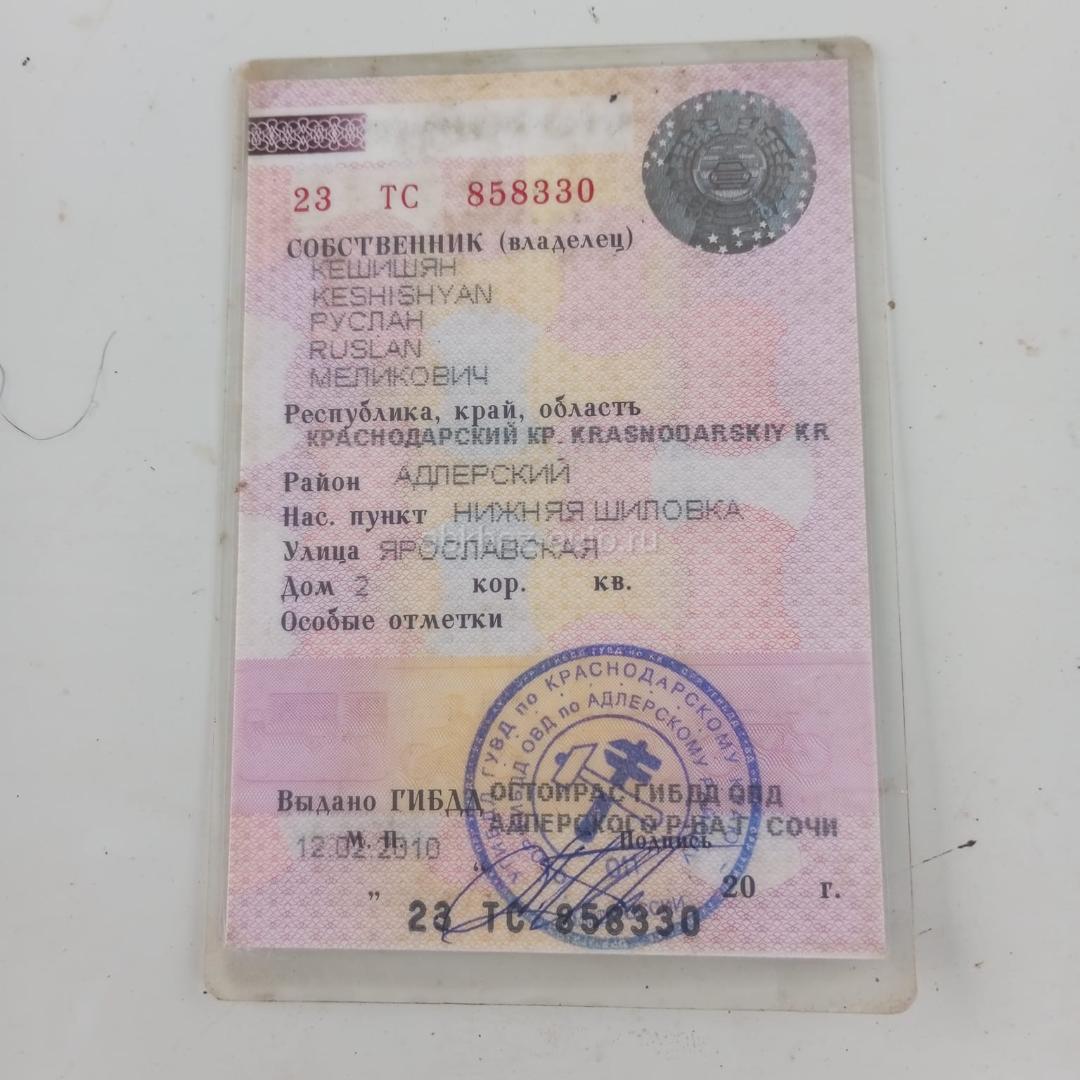 23 ТС 858330
СОБСТВЕННИК (владелец)
КЕШИШЯН
KESHISHYAN
РУСЛАН
RUSLAN
МЕЛИКОВИЧ
Республика, край, область
КРАСНОДАРСКИЙ КР. KRASNODARSKIY KR
Район АДЛЕРСКИЙ
Нас. пункт НИЖНЯЯ ШИЛОВКА
Улица ЯРОСЛАВСКАЯ
Дом 2 кор. кв.
Особые отметки
ГУВД по КРАСНОДАРСКОМУ
ОВД по АДЛЕРСКОМУ
Выдано ГИБДД ОГТОИРАС ГИБДД ОВД
АДЛЕРСКОГО Р-НА Г. СОЧИ
М. П. Подпись
12.02.2010
" " 20 г.
23 ТС 858330